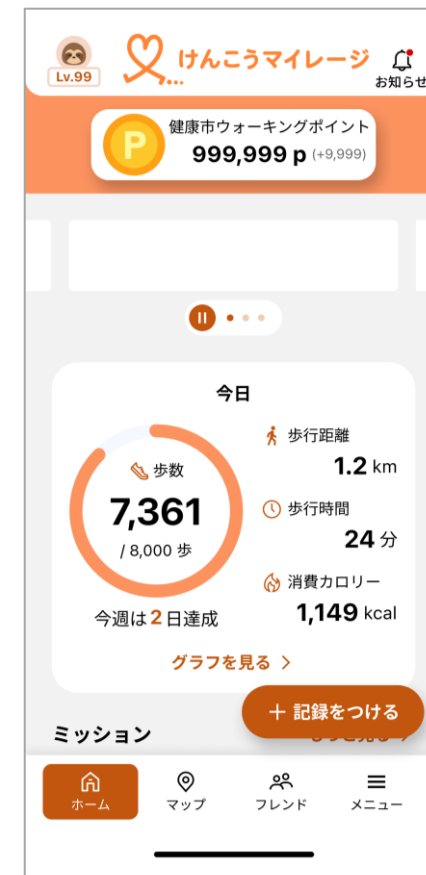 Lv.99
けんこうマイレージ
お知らせ
健康市ウォーキングポイント
P
999,999 p (+9,999)
今日
歩数
7,361
/ 8,000 歩
今週は2日達成
歩行距離
1.2 km
歩行時間
24 分
消費カロリー
1,149 kcal
グラフを見る
+ 記録をつける
ミッション
ホーム
マップ
フレンド
メニュー